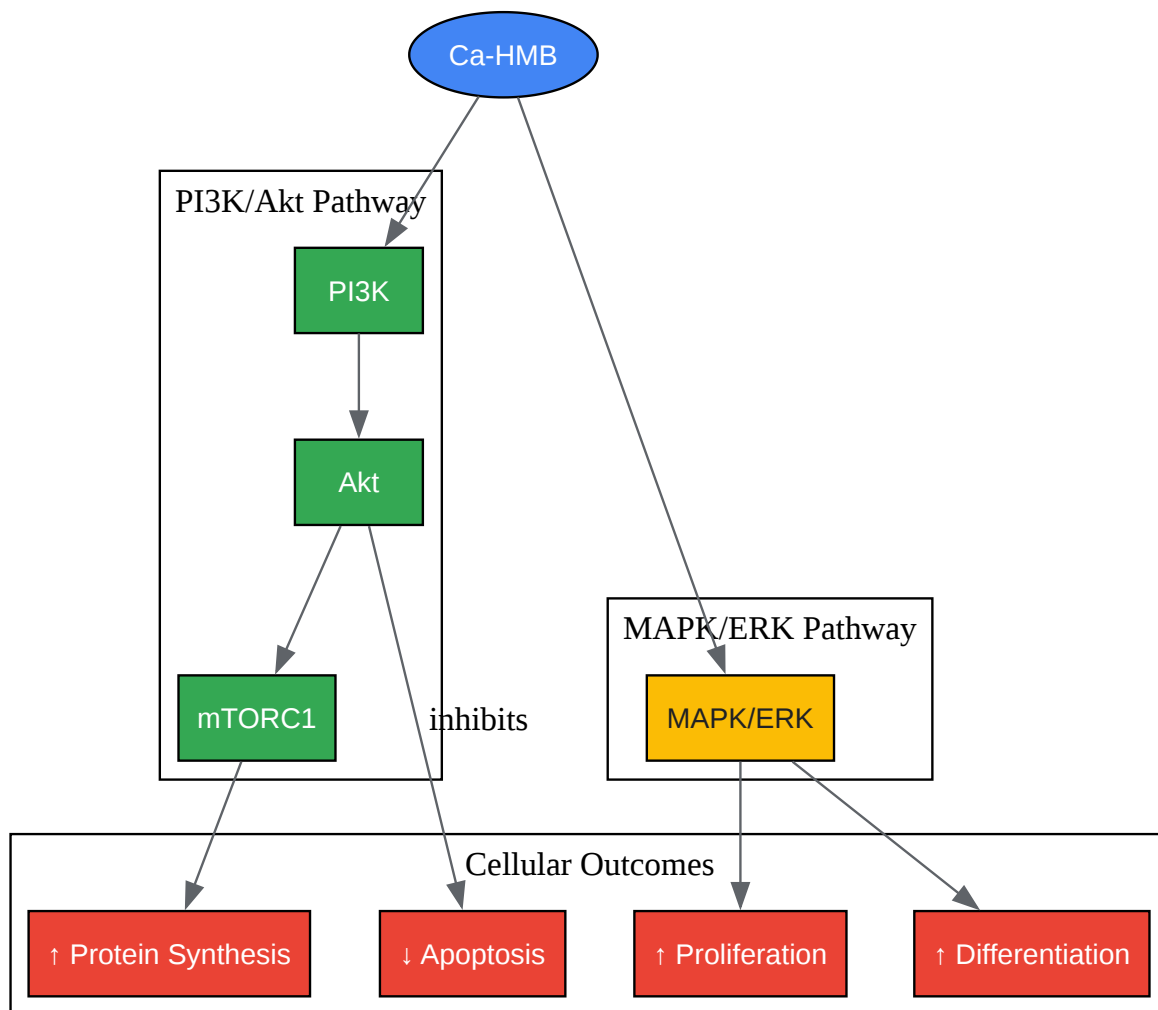 Ca-HMB
PI3K/Akt Pathway
PI3K
Akt
MAPK/ERK Pathway
mTORC1
inhibits
MAPK/ERK
Cellular Outcomes
↑ Protein Synthesis
↓ Apoptosis
↑ Proliferation
↑ Differentiation